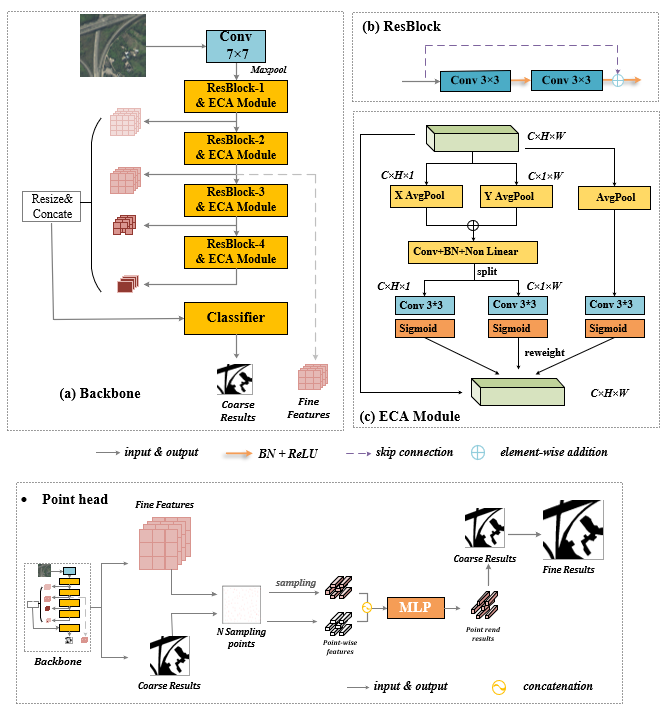 Conv
7×7
Maxpool
ResBlock-1
& ECA Module
ResBlock-2
& ECA Module
ResBlock-3
& ECA Module
ResBlock-4
& ECA Module
Resize&
Concate
Classifier
(a) Backbone
Coarse
Results
Fine
Features
(b) ResBlock
Conv 3×3
Conv 3×3
C×H×W
C×H×1
C×1×W
X AvgPool
Y AvgPool
AvgPool
Conv+BN+Non Linear
split
C×H×1
C×1×W
Conv 3*3
Conv 3*3
Conv 3*3
Sigmoid
Sigmoid
Sigmoid
reweight
C×H×W
(c) ECA Module
input & output
BN + ReLU
skip connection
element-wise addition
• Point head
Fine Features
Backbone
Coarse Results
N Sampling
points
sampling
Point-wise
features
MLP
Point rend
results
Coarse Results
Fine Results
input & output
concatenation